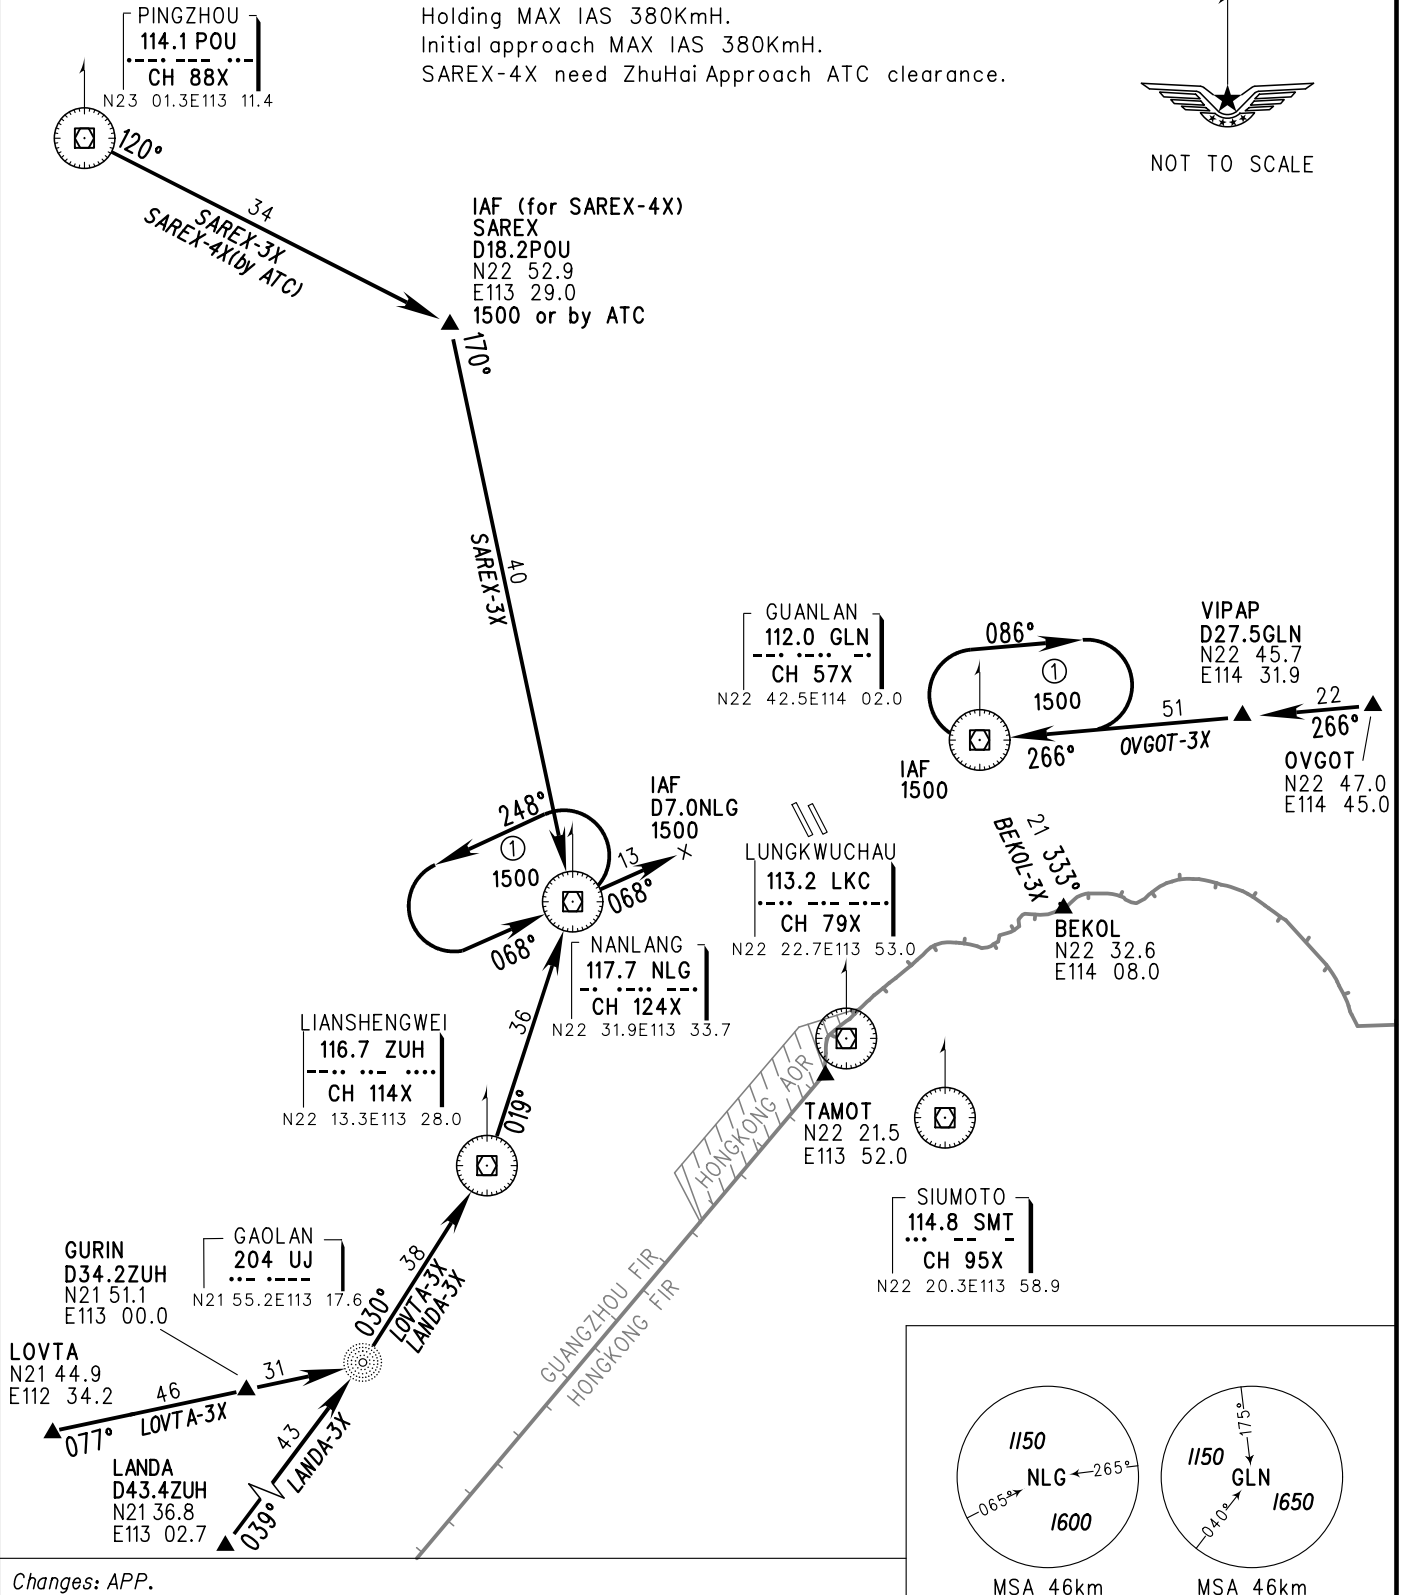 PINGZHOU
114.1 POU
CH 88X
N23 01.3E113 11.4
Holding MAX IAS 380KmH.
Initial approach MAX IAS 380KmH.
SAREX-4X need ZhuHai Approach ATC clearance.
NOT TO SCALE
120°
34
SAREX-3X
SAREX-4X(by ATC)
IAF (for SAREX-4X)
SAREX
D18.2POU
N22 52.9
E113 29.0
1500 or by ATC
170°
40
SAREX-3X
GUANLAN
112.0 GLN
CH 57X
N22 42.5E114 02.0
086°
1
1500
266°
IAF
1500
51
OVGOT-3X
VIPAP
D27.5GLN
N22 45.7
E114 31.9
22
266°
OVGOT
N22 47.0
E114 45.0
248°
1
1500
068°
13
068°
IAF
D7.0NLG
1500
NANLANG
117.7 NLG
CH 124X
N22 31.9E113 33.7
LUNGKWUCHAU
113.2 LKC
CH 79X
N22 22.7E113 53.0
21 333°
BEKOL-3X
BEKOL
N22 32.6
E114 08.0
LIANSHENGWEI
116.7 ZUH
CH 114X
N22 13.3E113 28.0
36
019°
HONGKONG AOR
TAMOT
N22 21.5
E113 52.0
SIUMOTO
114.8 SMT
CH 95X
N22 20.3E113 58.9
GURIN
D34.2ZUH
N21 51.1
E113 00.0
GAOLAN
204 UJ
N21 55.2E113 17.6
38
030°
LOVTA-3X
LANDA-3X
GUANGZHOU FIR
HONGKONG FIR
LOVTA
N21 44.9
E112 34.2
077°
46
LOVTA-3X
31
LANDA
D43.4ZUH
N21 36.8
E113 02.7
039°
43
LANDA-3X
1150
NLG
265°
065°
1600
MSA 46km
175°
1150
GLN
1650
040°
MSA 46km
Changes: APP.